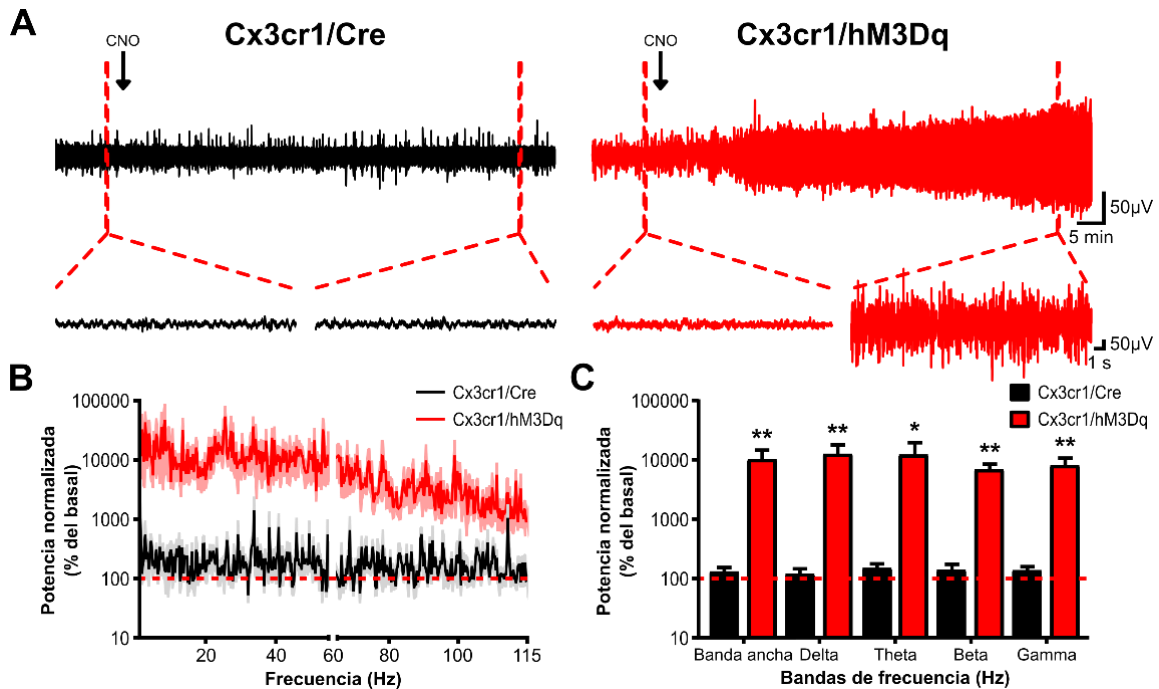 A
Cx3cr1/Cre
Cx3cr1/hM3Dq
CNO
CNO
50µV
5 min
50µV
1 s
B
Cx3cr1/Cre
Cx3cr1/hM3Dq
Potencia normalizada
(% del basal)
100000
10000
1000
100
10
20
40
60
60
80
100
115
Frecuencia (Hz)
C
Cx3cr1/Cre
Cx3cr1/hM3Dq
Potencia normalizada
(% del basal)
100000
10000
1000
100
10
**
**
*
**
**
Banda ancha
Delta
Theta
Beta
Gamma
Bandas de frecuencia (Hz)